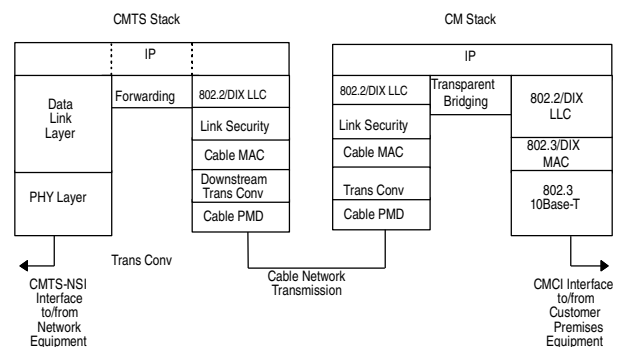 CMTS Stack
CM Stack
IP
IP
Data
Link
Layer
Forwarding
802.2/DIX LLC
Link Security
Cable MAC
Downstream
Trans Conv
Cable PMD
PHY Layer
802.2/DIX LLC
Link Security
Cable MAC
Trans Conv
Cable PMD
Transparent
Bridging
802.2/DIX
LLC
802.3/DIX
MAC
802.3
10Base-T
Trans Conv
CMTS-NSI
Interface
to/from
Network
Equipment
Cable Network
Transmission
CMCI Interface
to/from
Customer
Premises
Equipment